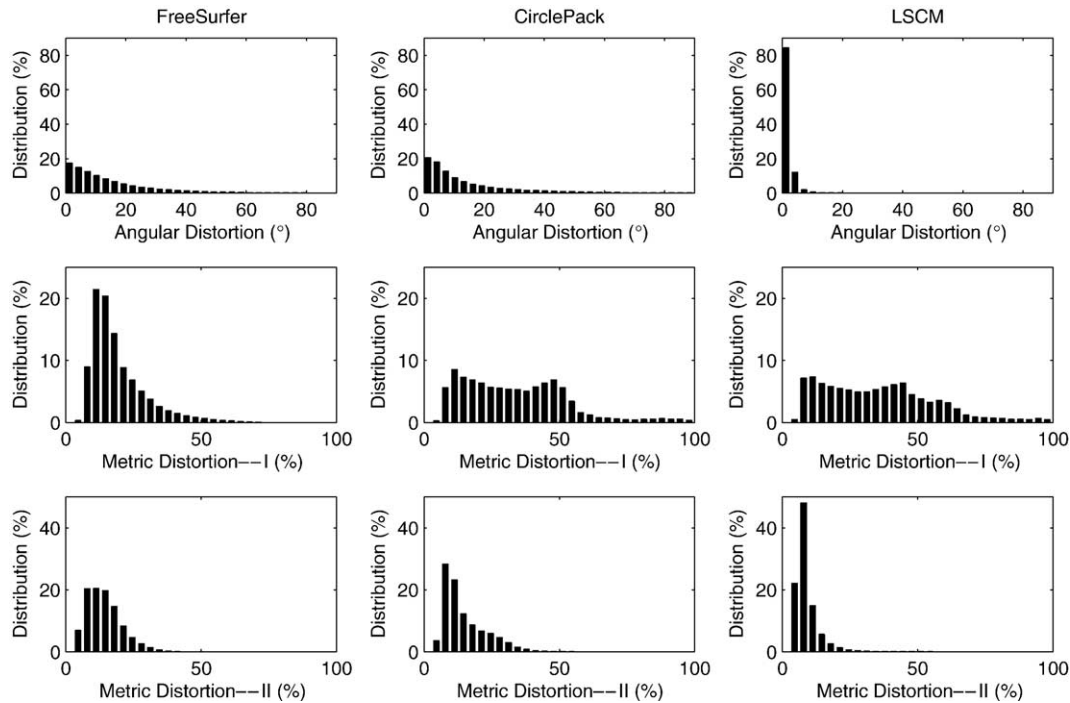 FreeSurfer
CirclePack
LSCM
Distribution (%)
80
60
40
20
0
0 20 40 60 80
Angular Distortion (°)
Distribution (%)
80
60
40
20
0
0 20 40 60 80
Angular Distortion (°)
Distribution (%)
80
60
40
20
0
0 20 40 60 80
Angular Distortion (°)
Distribution (%)
20
10
0
0 50 100
Metric Distortion−−I (%)
Distribution (%)
20
10
0
0 50 100
Metric Distortion−−I (%)
Distribution (%)
20
10
0
0 50 100
Metric Distortion−−I (%)
Distribution (%)
40
20
0
0 50 100
Metric Distortion−−II (%)
Distribution (%)
40
20
0
0 50 100
Metric Distortion−−II (%)
Distribution (%)
40
20
0
0 50 100
Metric Distortion−−II (%)